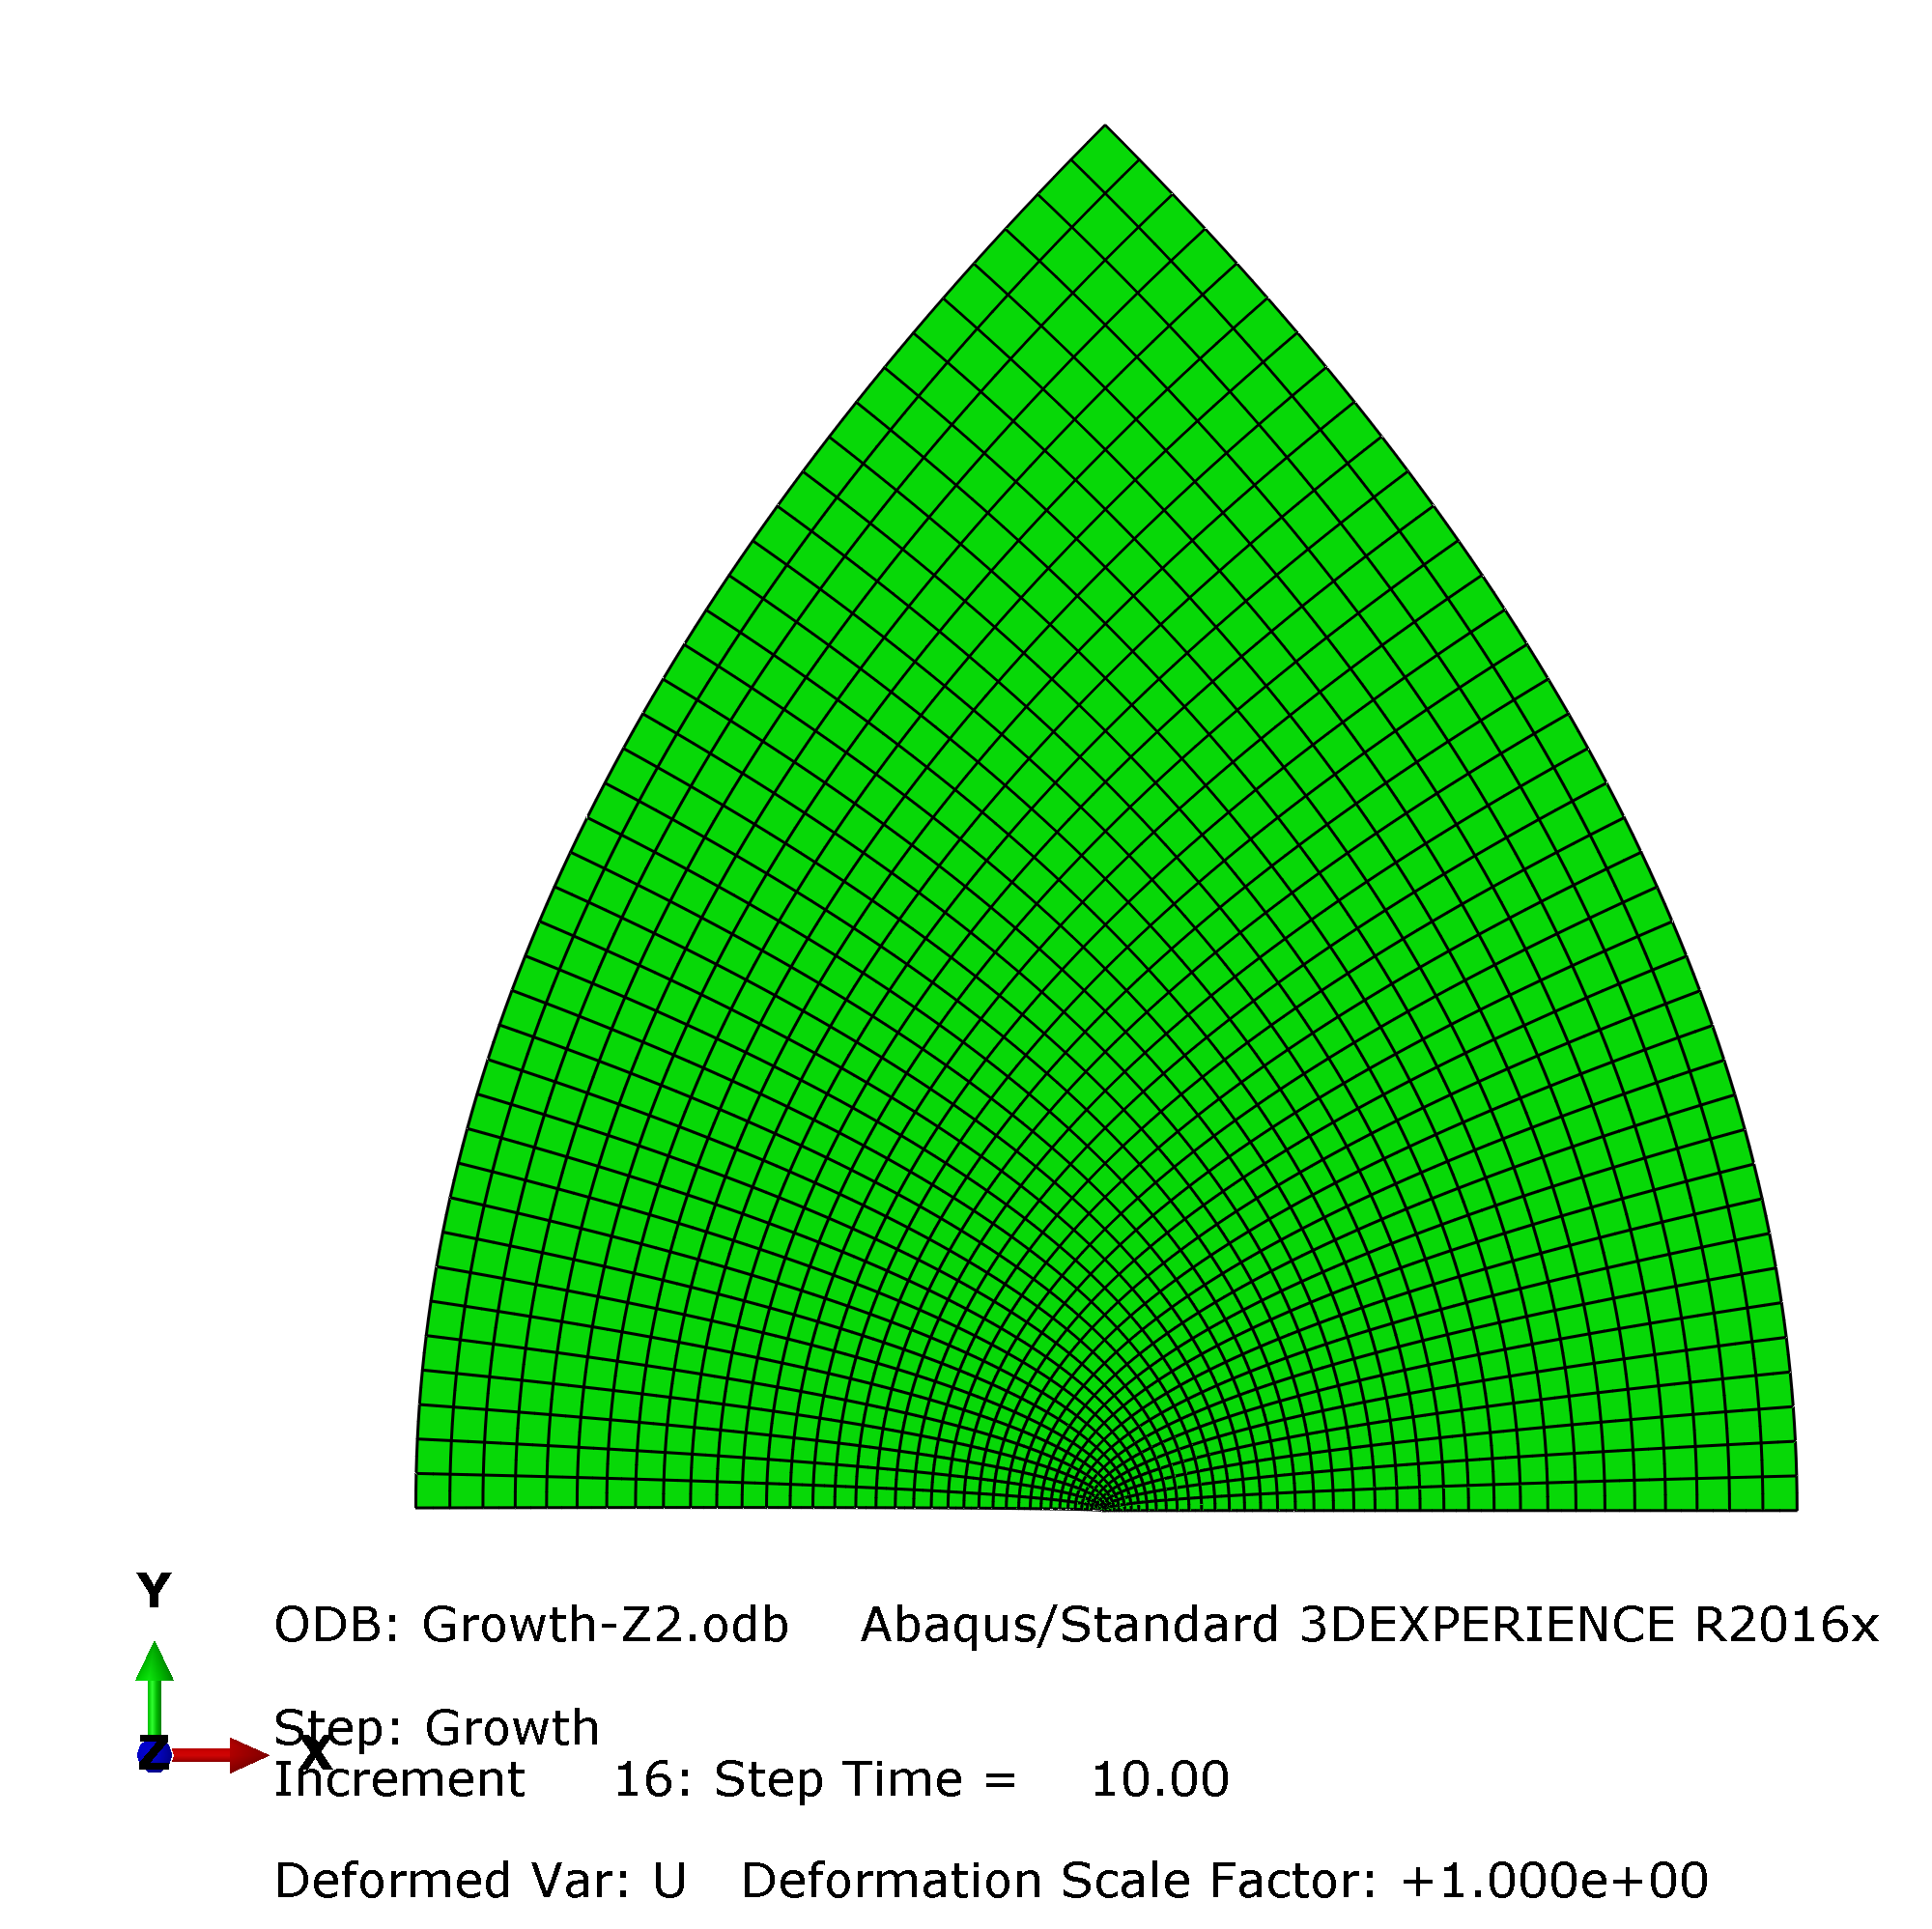 Y
ODB: Growth-Z2.odb    Abaqus/Standard 3DEXPERIENCE R2016x
Step: Growth
Z X
Increment     16: Step Time =    10.00
Deformed Var: U   Deformation Scale Factor: +1.000e+00